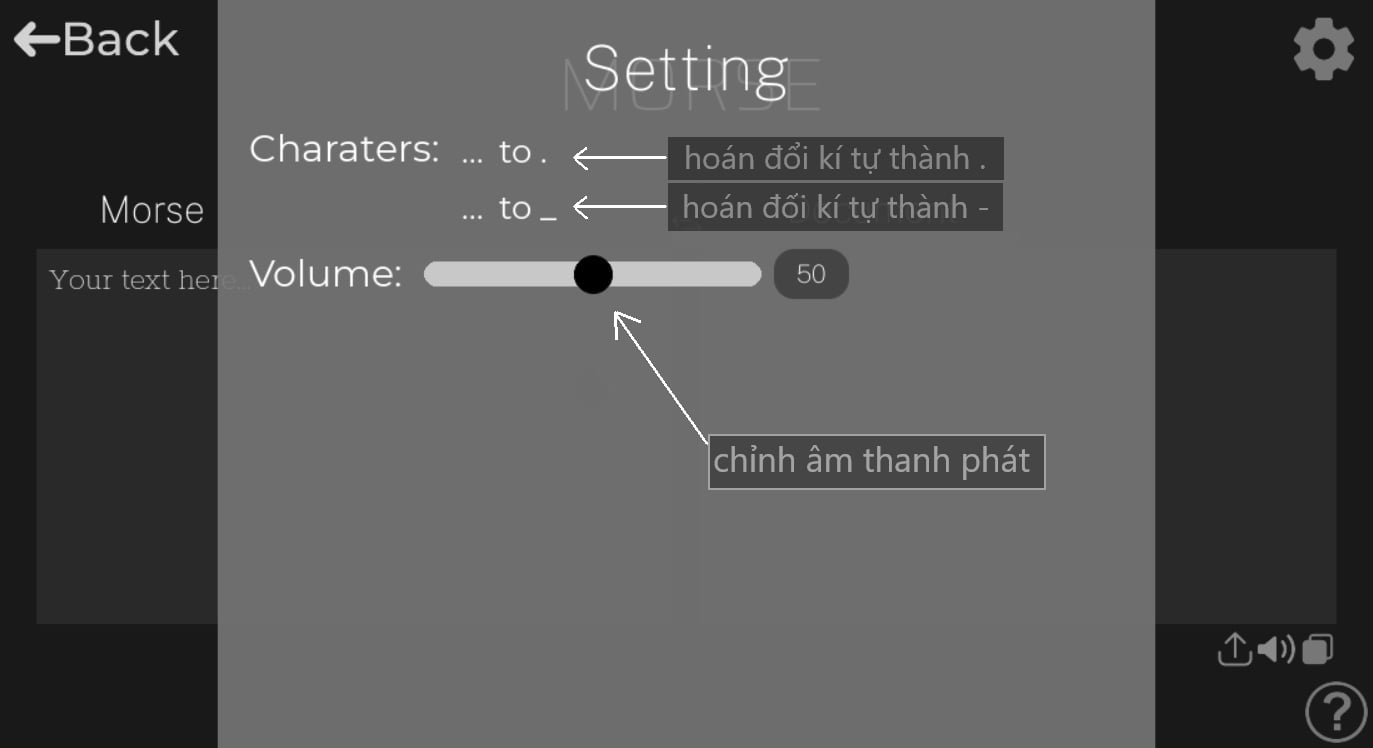 Back
Setting
MORSE
Charaters: ... to . hoán đổi kí tự thành .
... to _ hoán đổi kí tự thành -
Morse
Your text here...
Volume: 50
chỉnh âm thanh phát
?